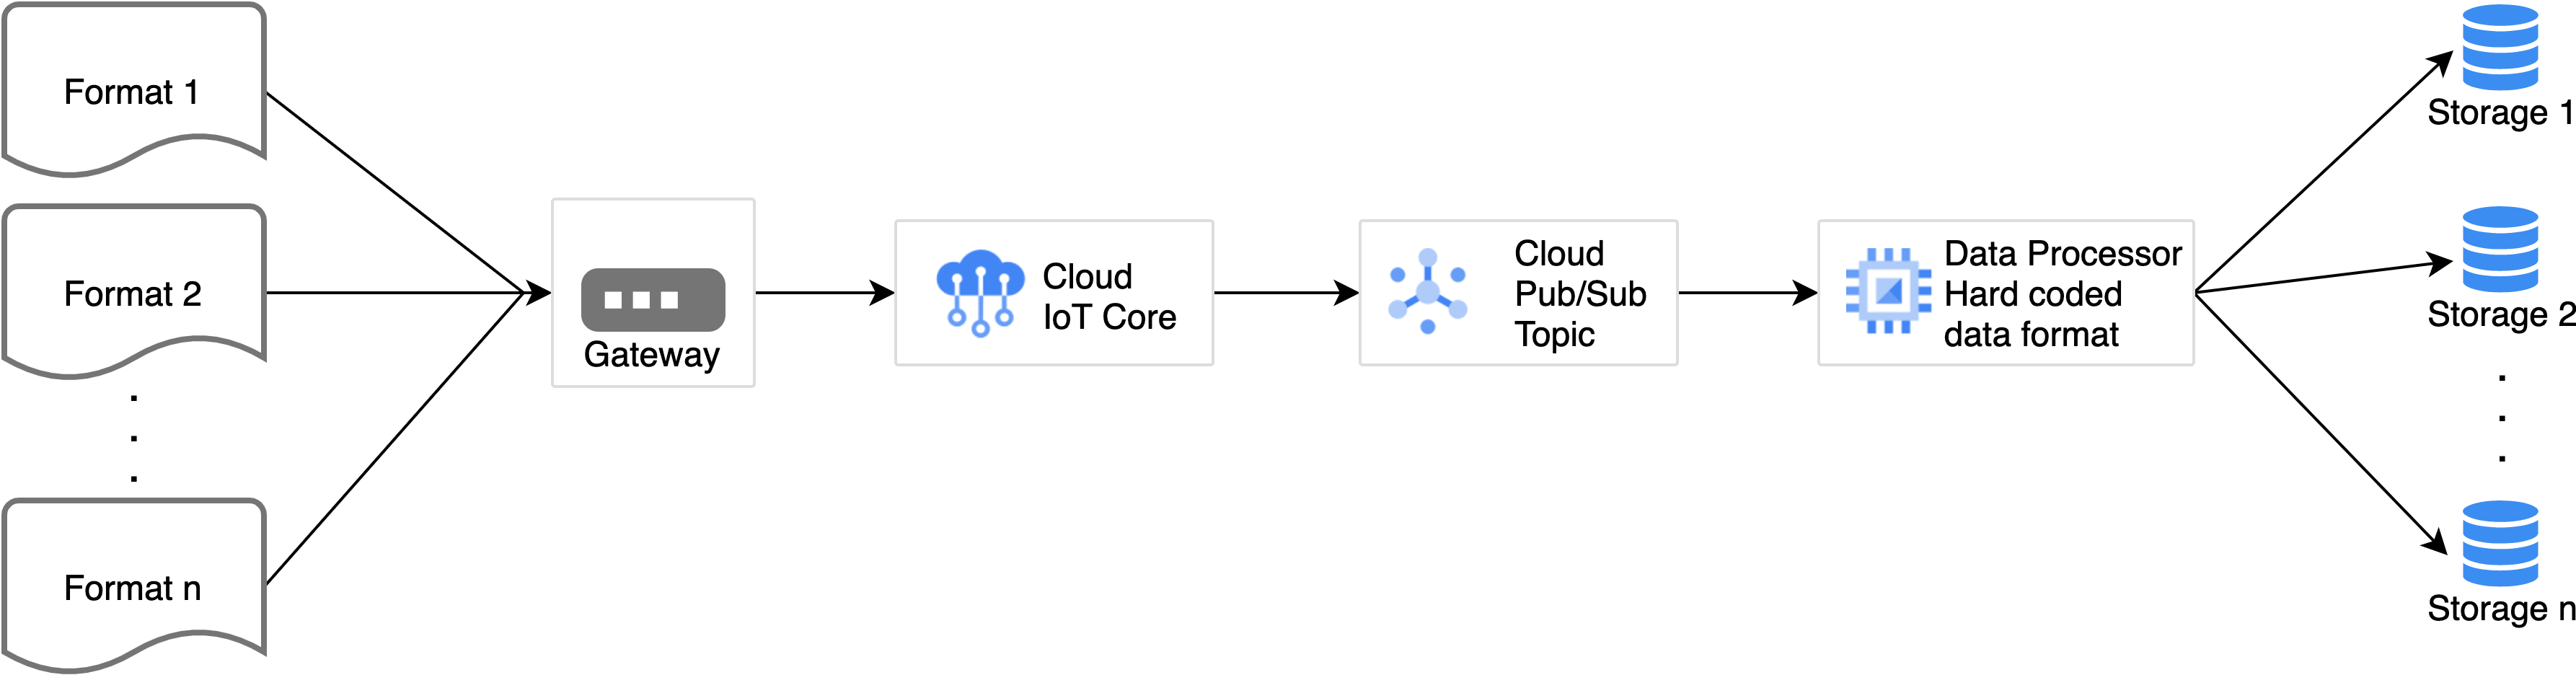 Format 1
Format 2
Format n
Gateway
Cloud
IoT Core
Cloud
Pub/Sub
Topic
Data Processor
Hard coded
data format
Storage 1
Storage 2
Storage n